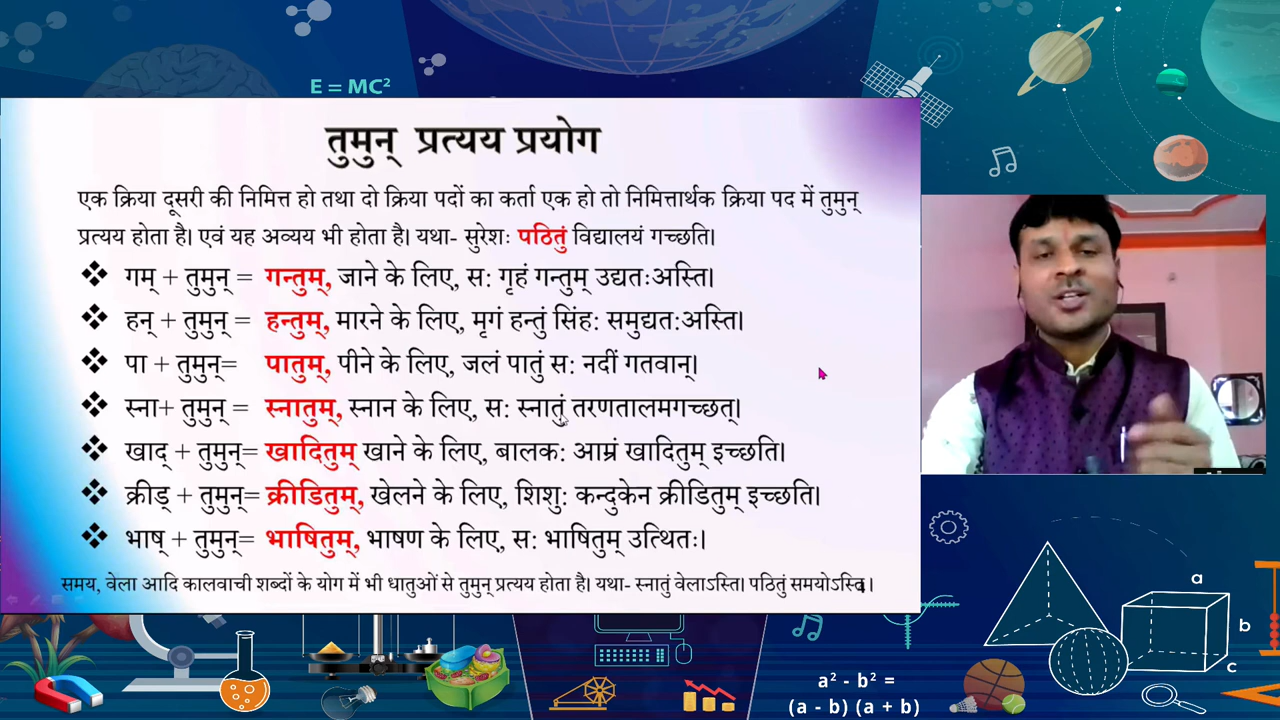 E = MC²
तुमुन् प्रत्यय प्रयोग
एक क्रिया दूसरी की निमित्त हो तथा दो क्रिया पदों का कर्ता एक हो तो निमित्तार्थक क्रिया पद में तुमुन्
प्रत्यय होता है। एवं यह अव्यय भी होता है। यथा- सुरेशः पठितुं विद्यालयं गच्छति।
❖ गम् + तुमुन् = गन्तुम्, जाने के लिए, स: गृहं गन्तुम् उद्यतःअस्ति।
❖ हन् + तुमुन् = हन्तुम्, मारने के लिए, मृगं हन्तुं सिंह: समुद्यत:अस्ति।
❖ पा + तुमुन्= पातुम्, पीने के लिए, जलं पातुं स: नदीं गतवान्।
❖ स्ना+ तुमुन् = स्नातुम्, स्नान के लिए, स: स्नातुं तरणतालमगच्छत्।
❖ खाद् + तुमुन्= खादितुम् खाने के लिए, बालक: आम्रं खादितुम् इच्छति।
❖ क्रीड् + तुमुन्= क्रीडितुम्, खेलने के लिए, शिशु: कन्दुकेन क्रीडितुम् इच्छति।
❖ भाष् + तुमुन्= भाषितुम्, भाषण के लिए, स: भाषितुम् उत्थितः।
समय, वेला आदि कालवाची शब्दों के योग में भी धातुओं से तुमुन् प्रत्यय होता है। यथा- स्नातुं वेलाऽस्ति। पठितुं समयोऽस्ति।
4
a
b
c
a² - b² =
(a - b) (a + b)